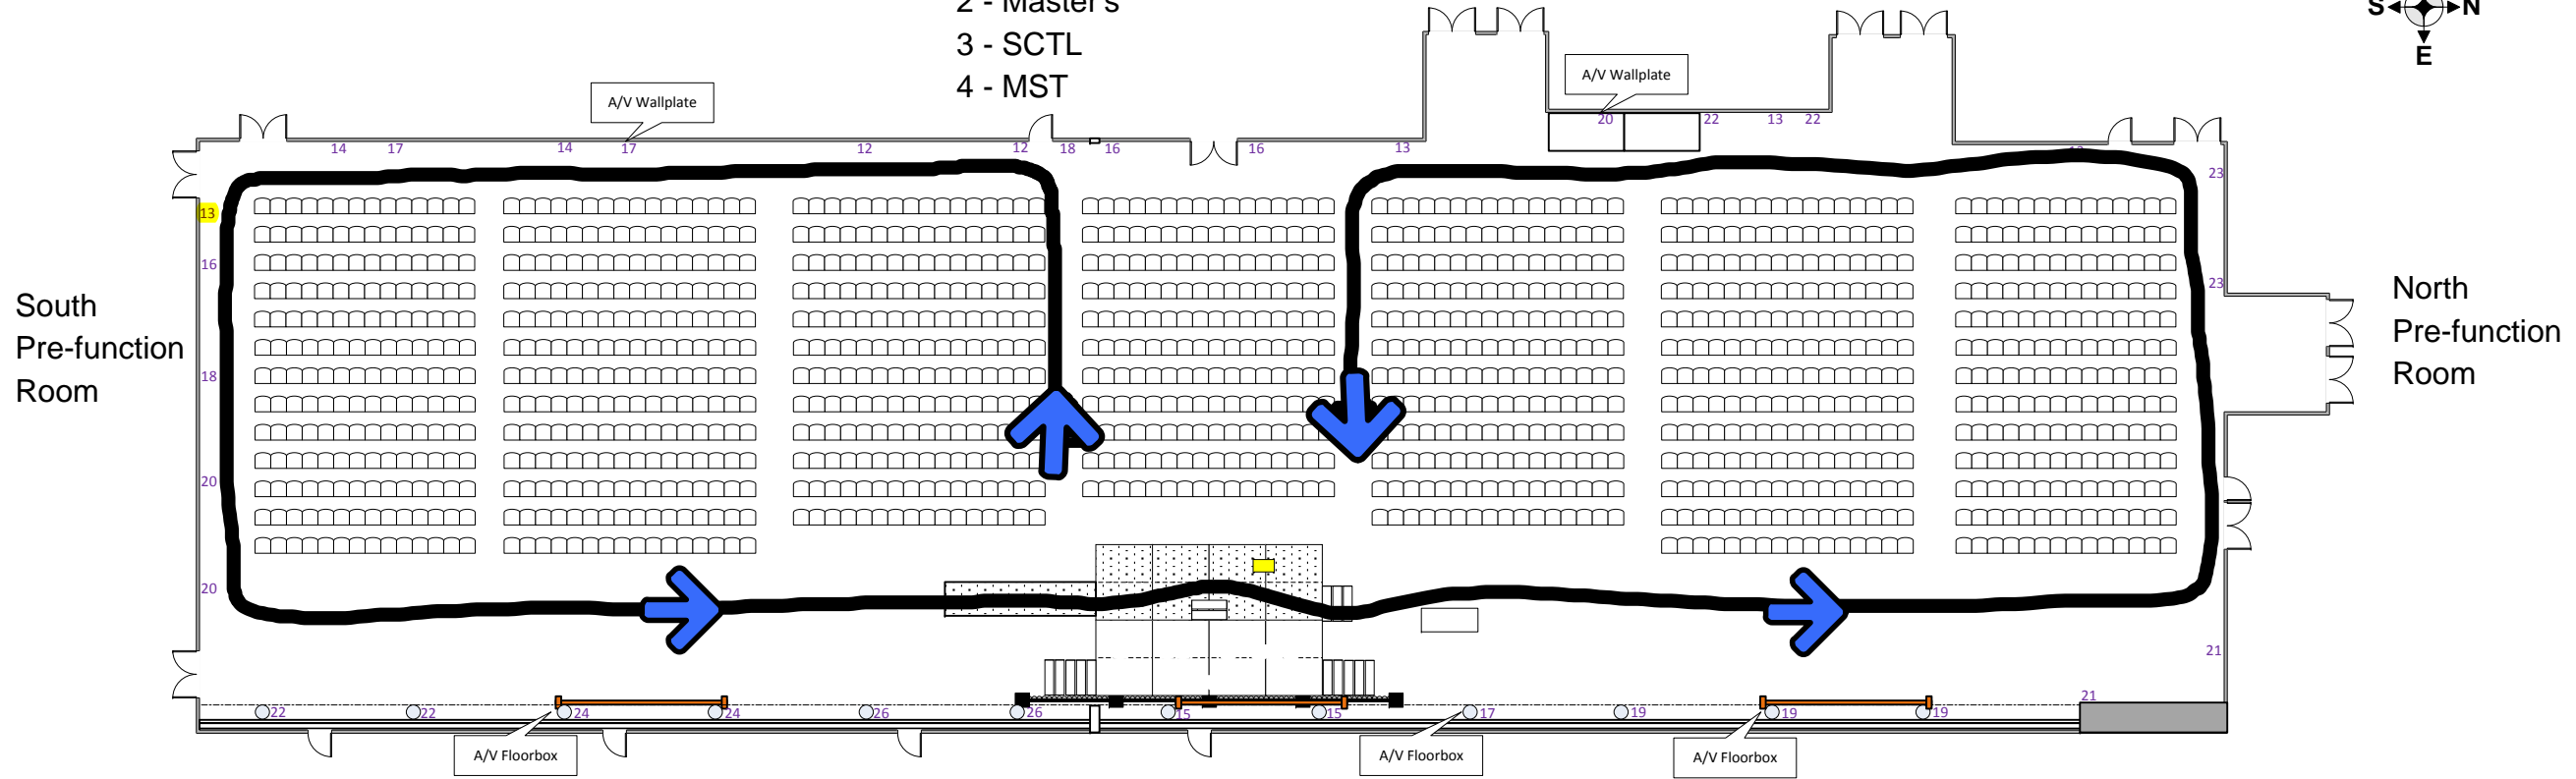 2 - Master's
3 - SCTL
4 - MST
S N
E
A/V Wallplate
A/V Wallplate
20 22 13 22
14 17 14 17 12 12 18 16 16 13
23
13
16
23
South
Pre-function
Room
North
Pre-function
Room
18
20
20
21
21
22 22 24 24 26 26 15 15 17 19 19 19
A/V Floorbox
A/V Floorbox
A/V Floorbox